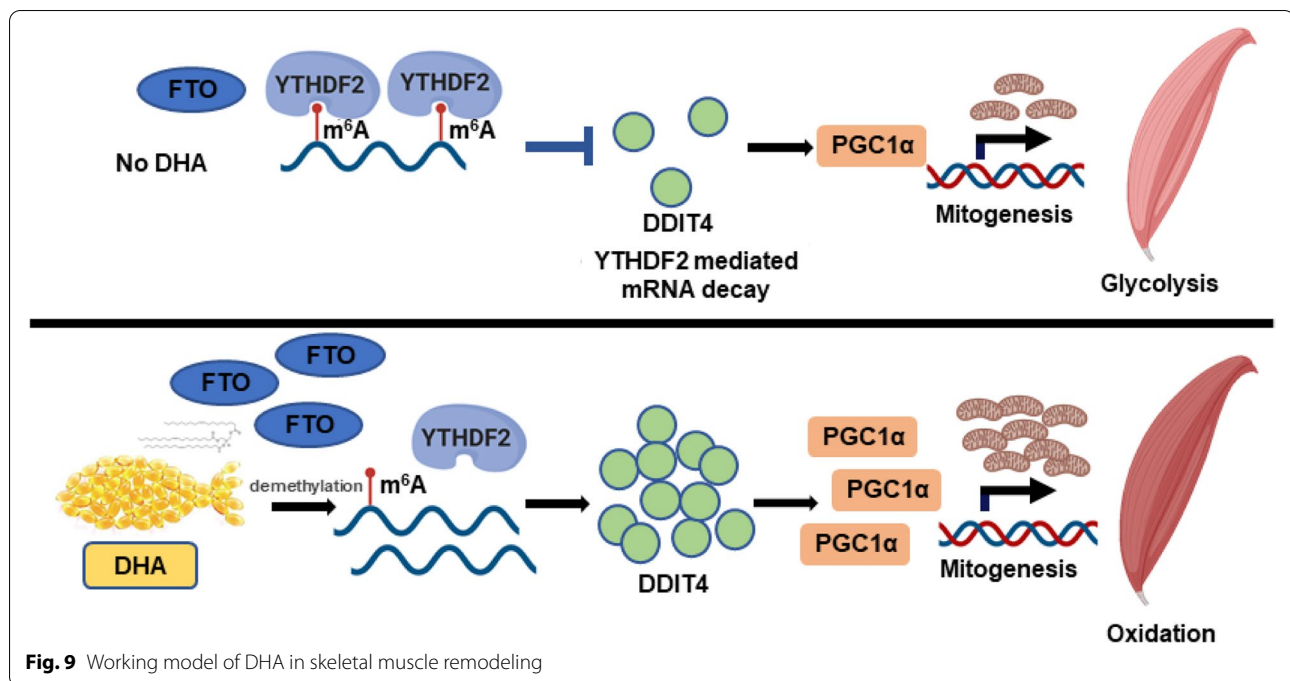 FTO
YTHDF2
YTHDF2
m⁶A
m⁶A
No DHA
DDIT4
YTHDF2 mediated
mRNA decay
PGC1α
Mitogenesis
Glycolysis
FTO
FTO
FTO
YTHDF2
demethylation
m⁶A
DHA
DDIT4
PGC1α
PGC1α
PGC1α
Mitogenesis
Oxidation
Fig. 9 Working model of DHA in skeletal muscle remodeling